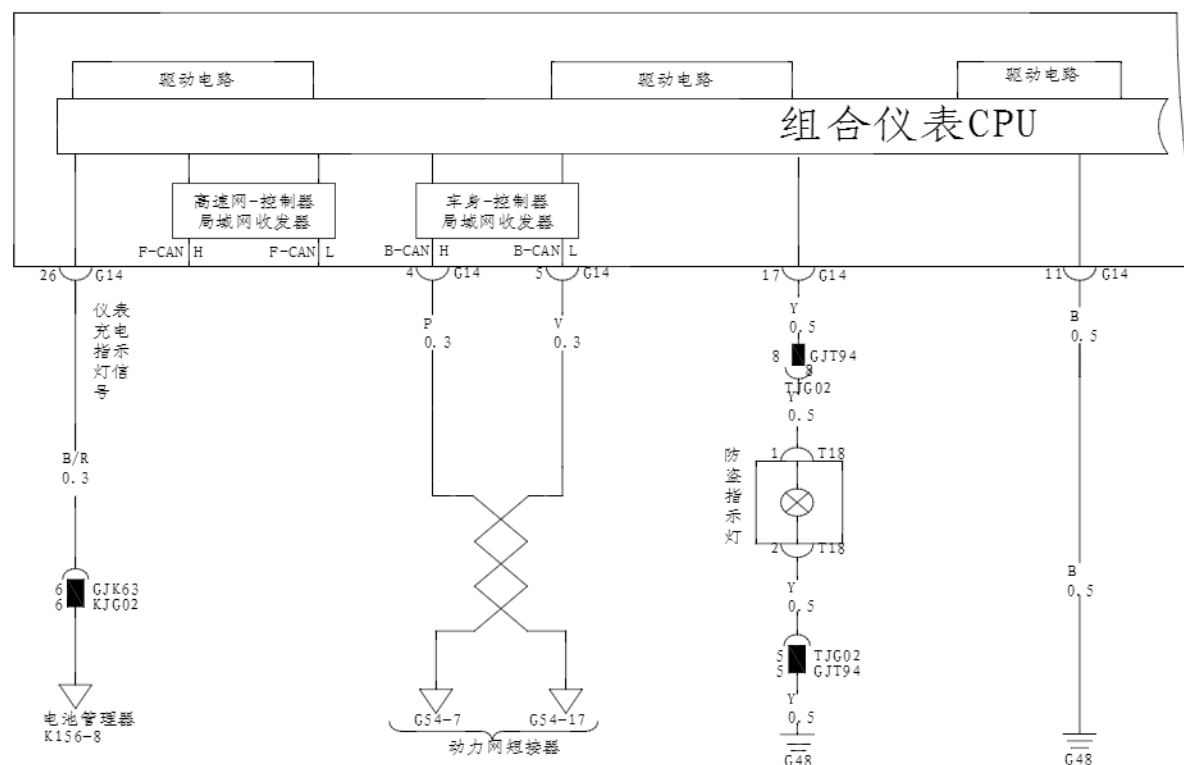 驱动电路
驱动电路
驱动电路
组合仪表CPU
高速网-控制器
局域网收发器
车身-控制器
局域网收发器
F-CAN H
F-CAN L
B-CAN H
B-CAN L
26 G14
4 G14
5 G14
17 G14
11 G14
仪表
充电
指示
灯信
号
P
0.3
V
0.3
Y
0.5
B
0.5
8 GJT94
8
TJG02
Y
0.5
B/R
0.3
防
盗
指
示
灯
1 T18
2 T18
6 GJK63
6 KJG02
Y
0.5
B
0.5
5 TJG02
5 GJT94
Y
0.5
电池管理器
K156-8
G54-7
G54-17
动力网短接器
G48
G48